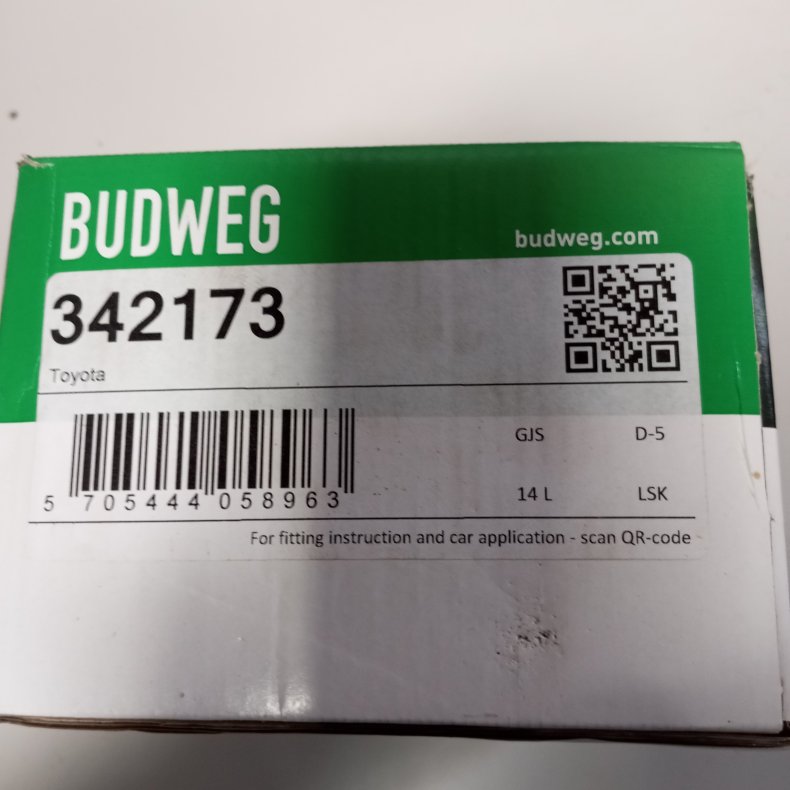 BUDWEG
budweg.com
342173
Toyota
GJS D-5
5 705444 058963
14 L LSK
For fitting instruction and car application - scan QR-code